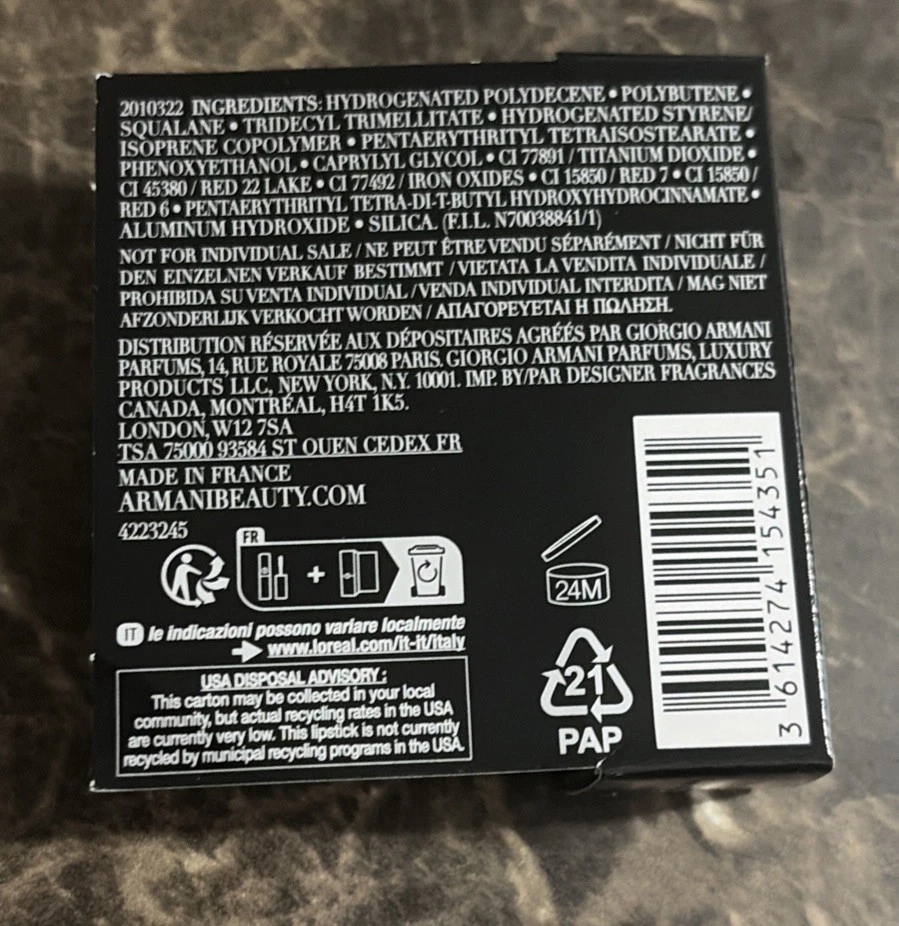 2010322 INGREDIENTS: HYDROGENATED POLYDECENE • POLYBUTENE •
SQUALANE • TRIDECYL TRIMELLITATE • HYDROGENATED STYRENE/
ISOPRENE COPOLYMER • PENTAERYTHRITYL TETRAISOSTEARATE •
PHENOXYETHANOL • CAPRYLYL GLYCOL • CI 77891 / TITANIUM DIOXIDE •
CI 45380 / RED 22 LAKE • CI 77492 / IRON OXIDES • CI 15850 / RED 7 • CI 15850 /
RED 6 • PENTAERYTHRITYL TETRA-DI-T-BUTYL HYDROXYHYDROCINNAMATE •
ALUMINUM HYDROXIDE • SILICA. (F.I.L. N70038841/1)
NOT FOR INDIVIDUAL SALE / NE PEUT ÊTRE VENDU SÉPARÉMENT / NICHT FÜR
DEN EINZELNEN VERKAUF BESTIMMT / VIETATA LA VENDITA INDIVIDUALE /
PROHIBIDA SU VENTA INDIVIDUAL / VENDA INDIVIDUAL INTERDITA / MAG NIET
AFZONDERLIJK VERKOCHT WORDEN / ΑΠΑΓΟΡΕΥΕΤΑΙ Η ΠΩΛΗΣΗ.
DISTRIBUTION RÉSERVÉE AUX DÉPOSITAIRES AGRÉÉS PAR GIORGIO ARMANI
PARFUMS, 14, RUE ROYALE 75008 PARIS. GIORGIO ARMANI PARFUMS, LUXURY
PRODUCTS LLC, NEW YORK, N.Y. 10001. IMP. BY/PAR DESIGNER FRAGRANCES
CANADA, MONTRÉAL, H4T 1K5.
LONDON, W12 7SA
TSA 75000 93584 ST OUEN CEDEX FR
MADE IN FRANCE
ARMANIBEAUTY.COM
4223245
FR
+
IT le indicazioni possono variare localmente
www.loreal.com/it-it/italy
USA DISPOSAL ADVISORY :
This carton may be collected in your local
community, but actual recycling rates in the USA
are currently very low. This lipstick is not currently
recycled by municipal recycling programs in the USA.
24M
21
PAP
3 614274 154351